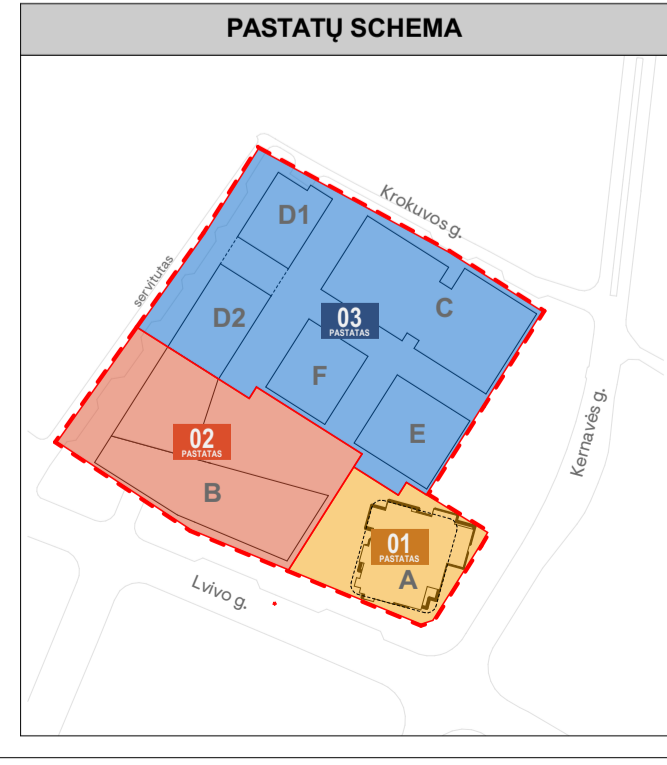 PASTATŲ SCHEMA
Krokuvos g.
D1
servitutas
C
D2
03
PASTATAS
F
Kernavės g.
E
02
PASTATAS
B
01
PASTATAS
A
Lvivo g.